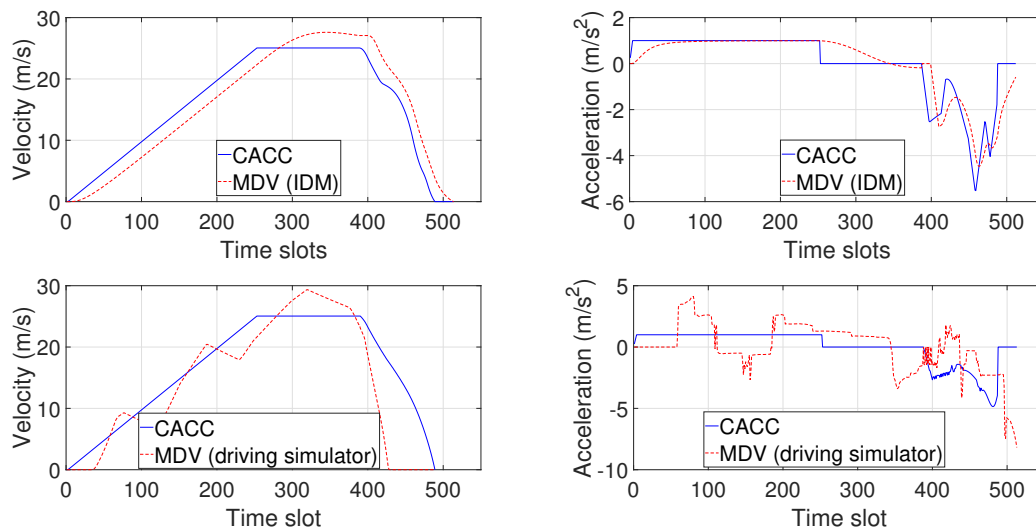 30
20
10
0
Velocity (m/s)
CACC
MDV (IDM)
0 100 200 300 400 500
Time slots
2
0
-2
-4
-6
Acceleration (m/s²)
CACC
MDV (IDM)
0 100 200 300 400 500
Time slots
30
20
10
0
Velocity (m/s)
CACC
MDV (driving simulator)
0 100 200 300 400 500
Time slot
5
0
-5
-10
Acceleration (m/s²)
CACC
MDV (driving simulator)
0 100 200 300 400 500
Time slot